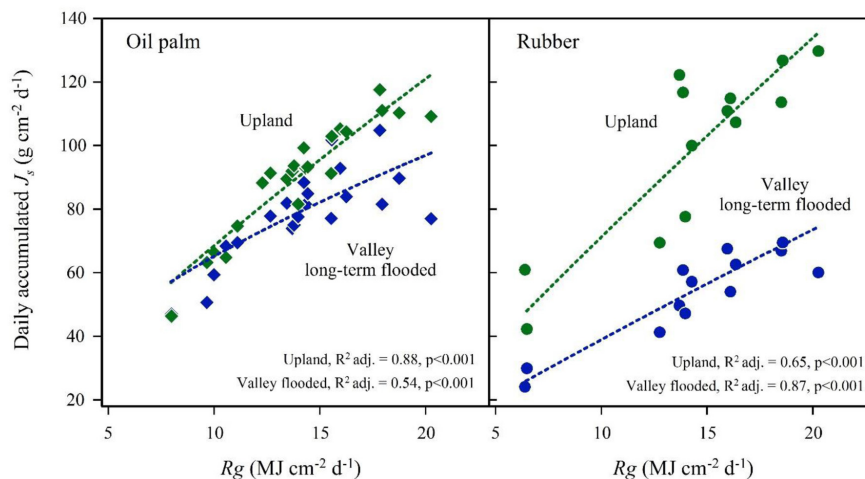 Daily accumulated Js (g cm-2 d-1)
140
120
100
80
60
40
20
Oil palm
Upland
Valley
long-term flooded
Upland, R² adj. = 0.88, p<0.001
Valley flooded, R² adj. = 0.54, p<0.001
10
15
20
Rg (MJ cm-2 d-1)
Rubber
Upland
Valley
long-term flooded
Upland, R² adj. = 0.65, p<0.001
Valley flooded, R² adj. = 0.87, p<0.001
10
15
20
Rg (MJ cm-2 d-1)